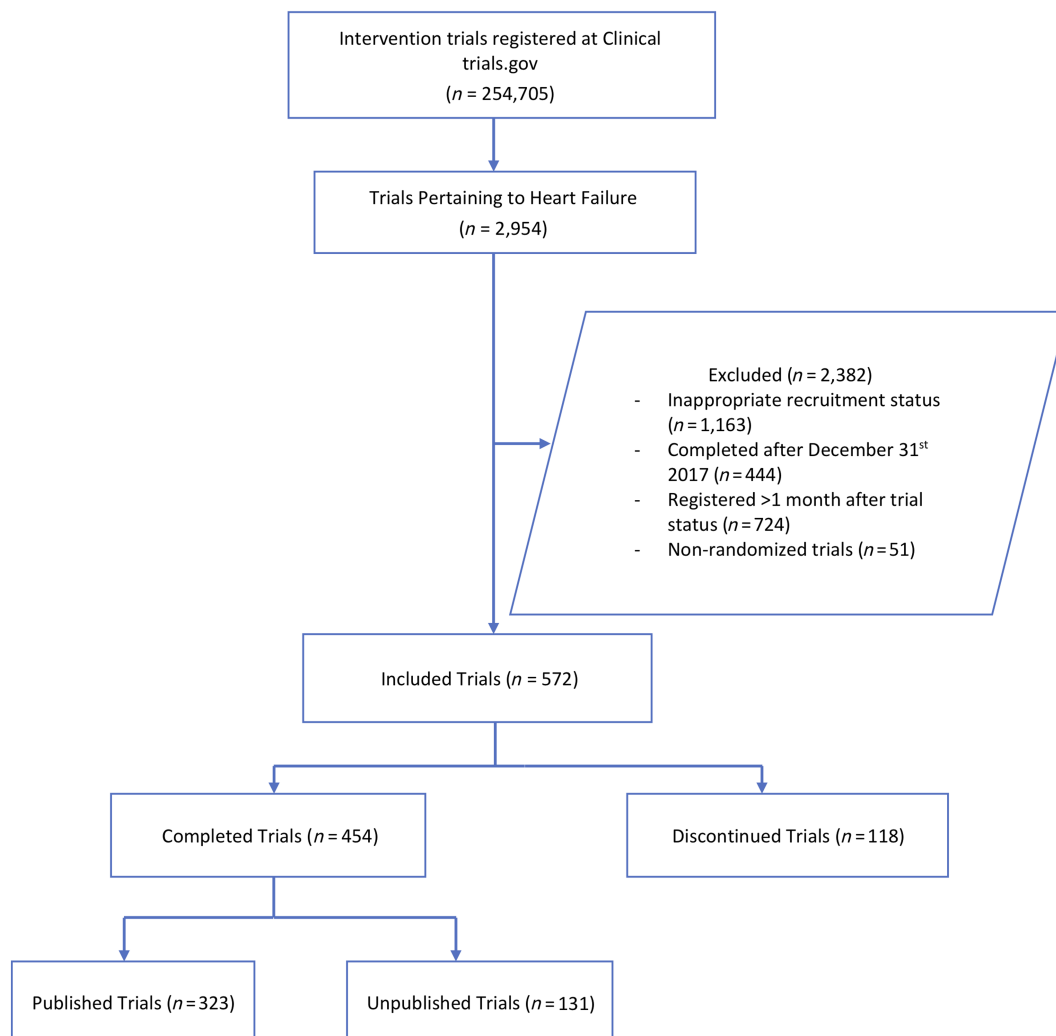 Intervention trials registered at Clinical
trials.gov
(n = 254,705)
Trials Pertaining to Heart Failure
(n = 2,954)
Excluded (n = 2,382)
- Inappropriate recruitment status
(n = 1,163)
- Completed after December 31st
2017 (n = 444)
- Registered >1 month after trial
status (n = 724)
- Non-randomized trials (n = 51)
Included Trials (n = 572)
Completed Trials (n = 454)
Discontinued Trials (n = 118)
Published Trials (n = 323)
Unpublished Trials (n = 131)